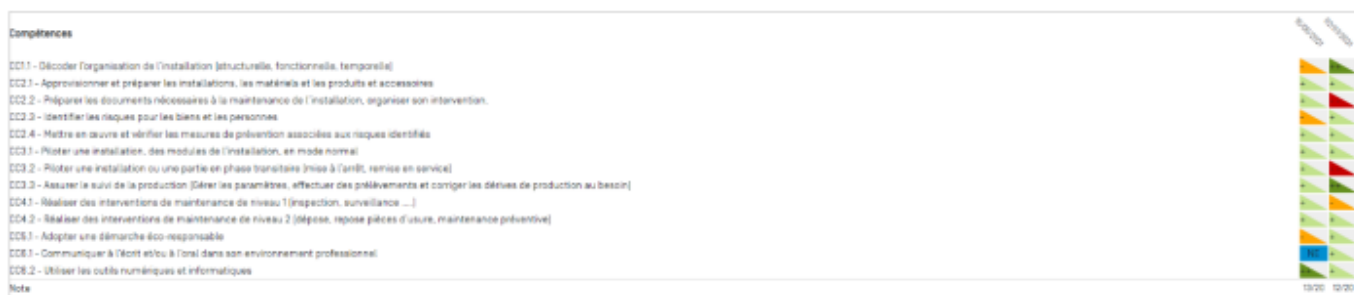 Compétences
CC1.1 - Décoder l'organisation de l'installation (structurelle, fonctionnelle, temporelle)
CC2.1 - Approvisionner et préparer les installations, les matériels et les produits et accessoires
CC2.2 - Préparer les documents nécessaires à la maintenance de l'installation, organiser son intervention.
CC2.3 - Identifier les risques pour les biens et les personnes
CC2.4 - Mettre en œuvre et vérifier les mesures de prévention associées aux risques identifiés
CC3.1 - Piloter une installation, des modules de l'installation, en mode normal
CC3.2 - Piloter une installation ou une partie en phase transitoire (mise à l'arrêt, remise en service)
CC3.3 - Assurer le suivi de la production (Gérer les paramètres, effectuer des prélèvements et corriger les dérives de production au besoin)
CC4.1 - Réaliser des interventions de maintenance de niveau 1 (inspection, surveillance ....)
CC4.2 - Réaliser des interventions de maintenance de niveau 2 (dépose, repose pièces d'usure, maintenance préventive)
CC5.1 - Adopter une démarche éco-responsable
CC6.1 - Communiquer à l'écrit et/ou à l'oral dans son environnement professionnel
CC6.2 - Utiliser les outils numériques et informatiques
Note 13/20 12/20